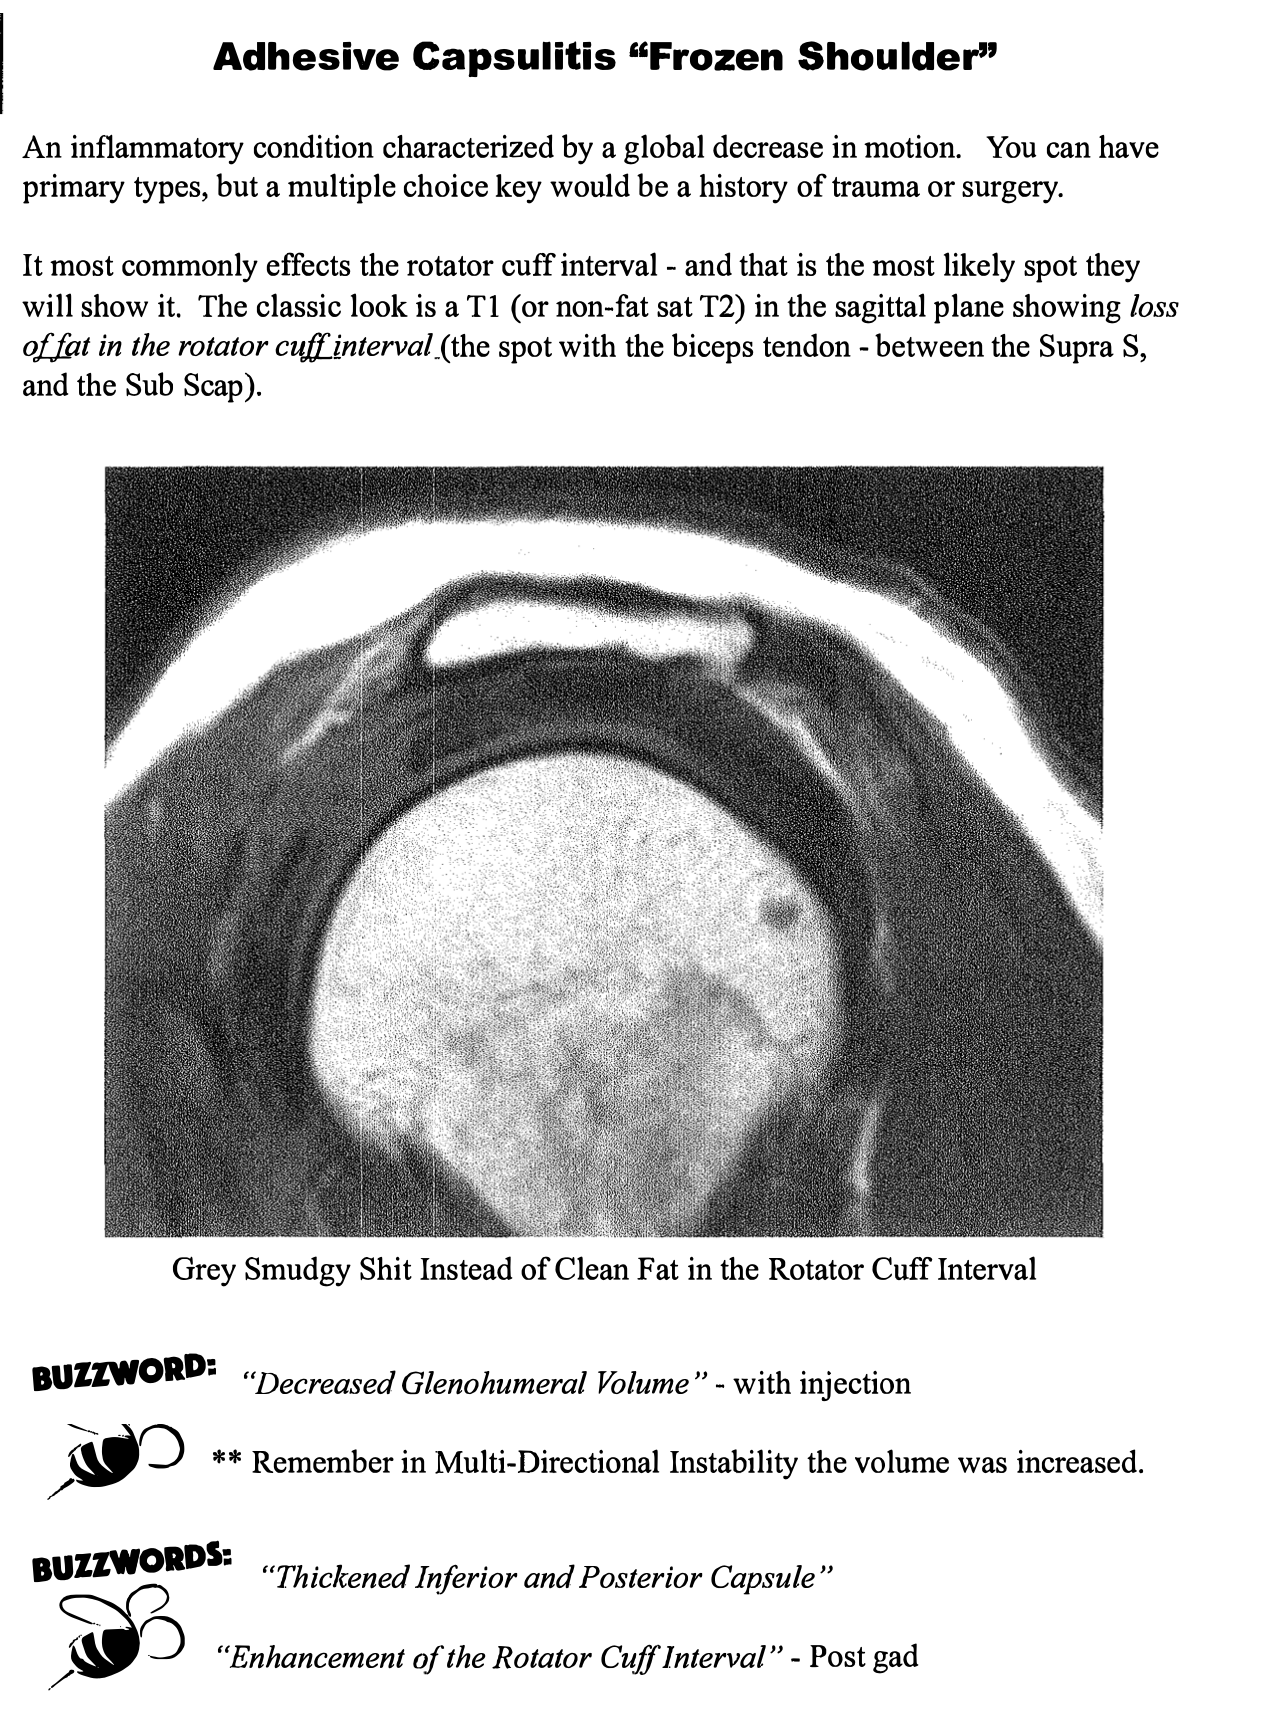 Adhesive Capsulitis “Frozen Shoulder”
An inflammatory condition characterized by a global decrease in motion. You can have
primary types, but a multiple choice key would be a history of trauma or surgery.
It most commonly effects the rotator cuff interval - and that is the most likely spot they
will show it. The classic look is a T1 (or non-fat sat T2) in the sagittal plane showing loss
of fat in the rotator cuff interval (the spot with the biceps tendon - between the Supra S,
and the Sub Scap).
Grey Smudgy Shit Instead of Clean Fat in the Rotator Cuff Interval
BUZZWORD:
“Decreased Glenohumeral Volume” - with injection
** Remember in Multi-Directional Instability the volume was increased.
BUZZWORDS:
“Thickened Inferior and Posterior Capsule”
“Enhancement of the Rotator Cuff Interval” - Post gad